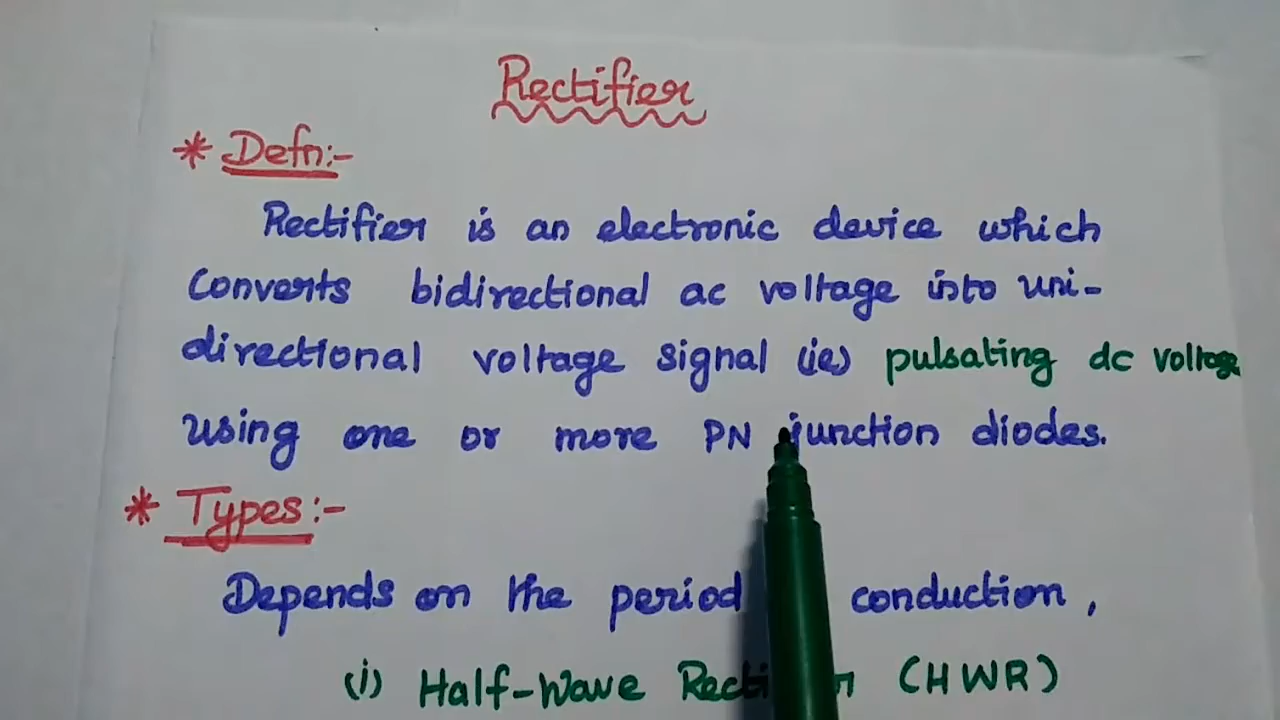 Rectifier
* Defn:-
Rectifier is an electronic device which
converts bidirectional ac voltage into uni-
directional voltage signal (ie) pulsating dc voltage
using one or more PN junction diodes.
* Types:-
Depends on the period conduction,
(i) Half-Wave (HWR)